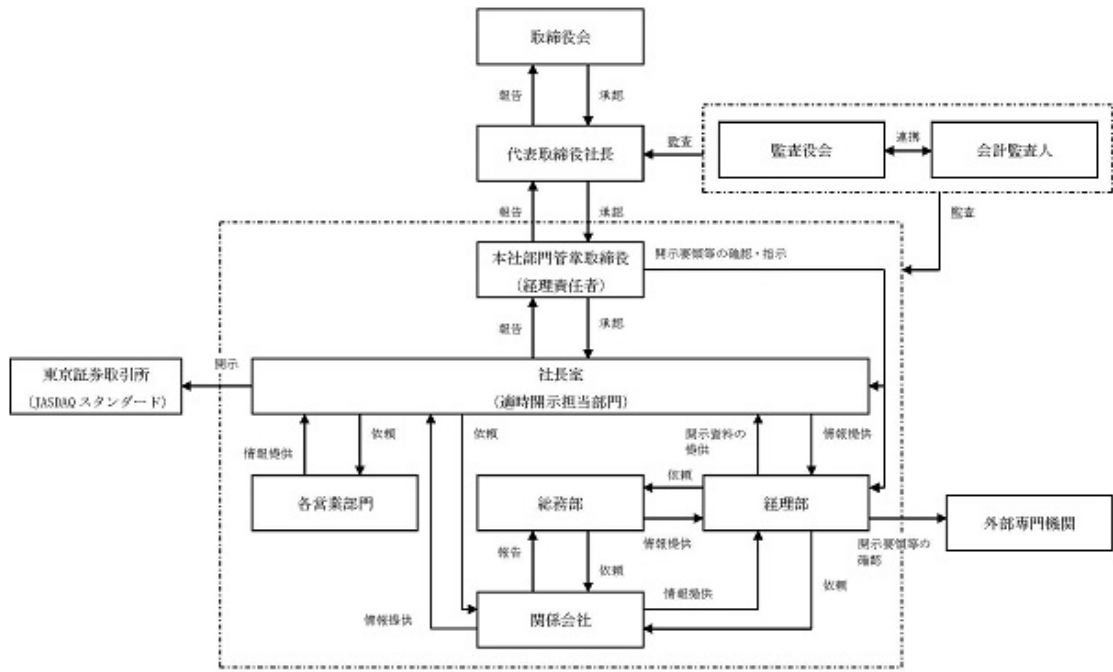 取締役会
報告
承認
代表取締役社長
監査
監査役会
連携
会計監査人
報告
承認
監査
本社部門管掌取締役
(経理責任者)
開示要領等の確認・指示
報告
承認
東京証券取引所
(JASDAQ スタンダード)
開示
社長室
(適時開示担当部門)
情報提供
依頼
依頼
開示資料の
提供
情報提供
各営業部門
総務部
依頼
情報提供
経理部
外部専門機関
開示要領等の
確認
報告
依頼
情報提供
依頼
情報提供
関係会社